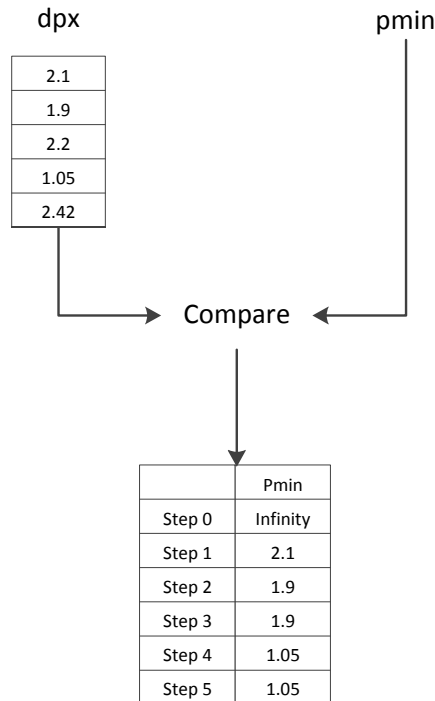 dpx pmin
2.1
1.9
2.2
1.05
2.42
Compare
Pmin
Step 0 Infinity
Step 1 2.1
Step 2 1.9
Step 3 1.9
Step 4 1.05
Step 5 1.05